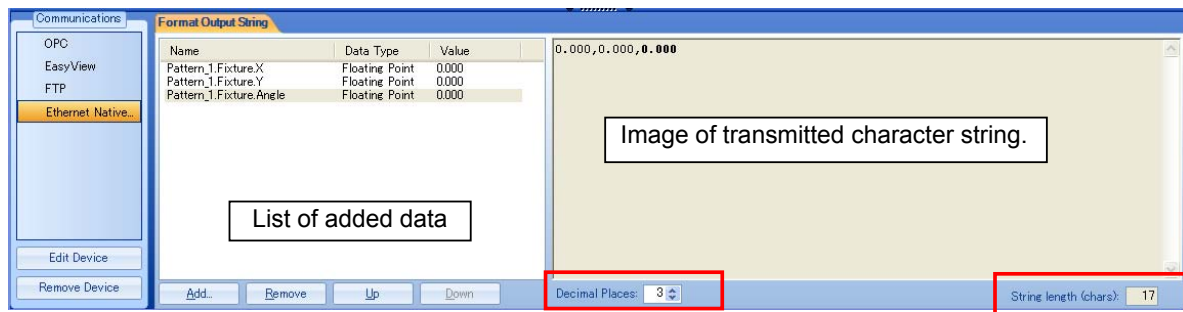 Communications
OPC
EasyView
FTP
Ethernet Native...
Edit Device
Remove Device
Format Output String
Name Data Type Value
Pattern_1.Fixture.X Floating Point 0.000
Pattern_1.Fixture.Y Floating Point 0.000
Pattern_1.Fixture.Angle Floating Point 0.000
List of added data
Add... Remove Up Down
0.000,0.000,0.000
Image of transmitted character string.
Decimal Places: 3
String length (chars): 17